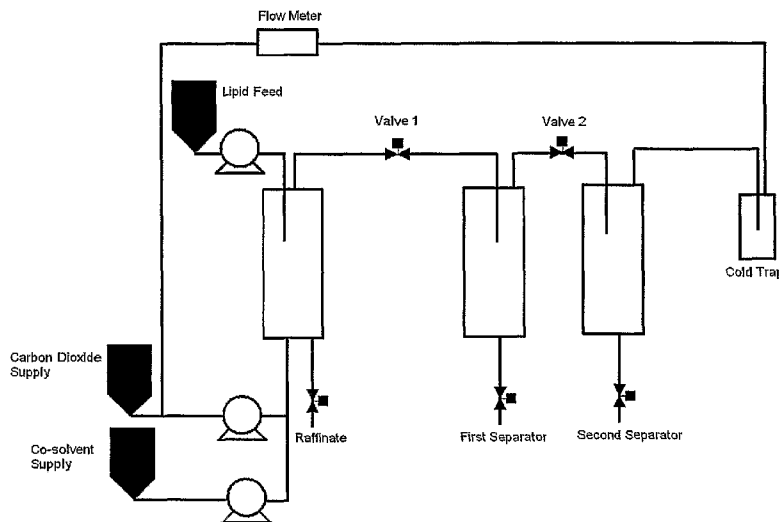 Flow Meter
Lipid Feed
Valve 1
Valve 2
Cold Trap
Carbon Dioxide
Supply
Raffinate
First Separator
Second Separator
Co-solvent
Supply